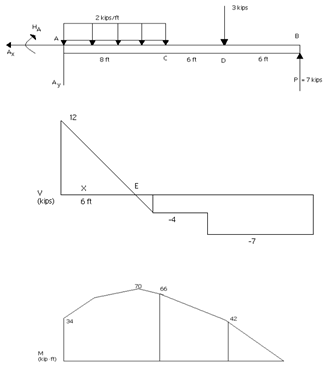 3 kips
2 kips/ft
H_A
A
B
A_x
8 ft
C
6 ft
D
6 ft
P = 7 kips
A_y
12
V
(kips)
X
6 ft
E
-4
-7
70
66
34
42
M
(kip·ft)